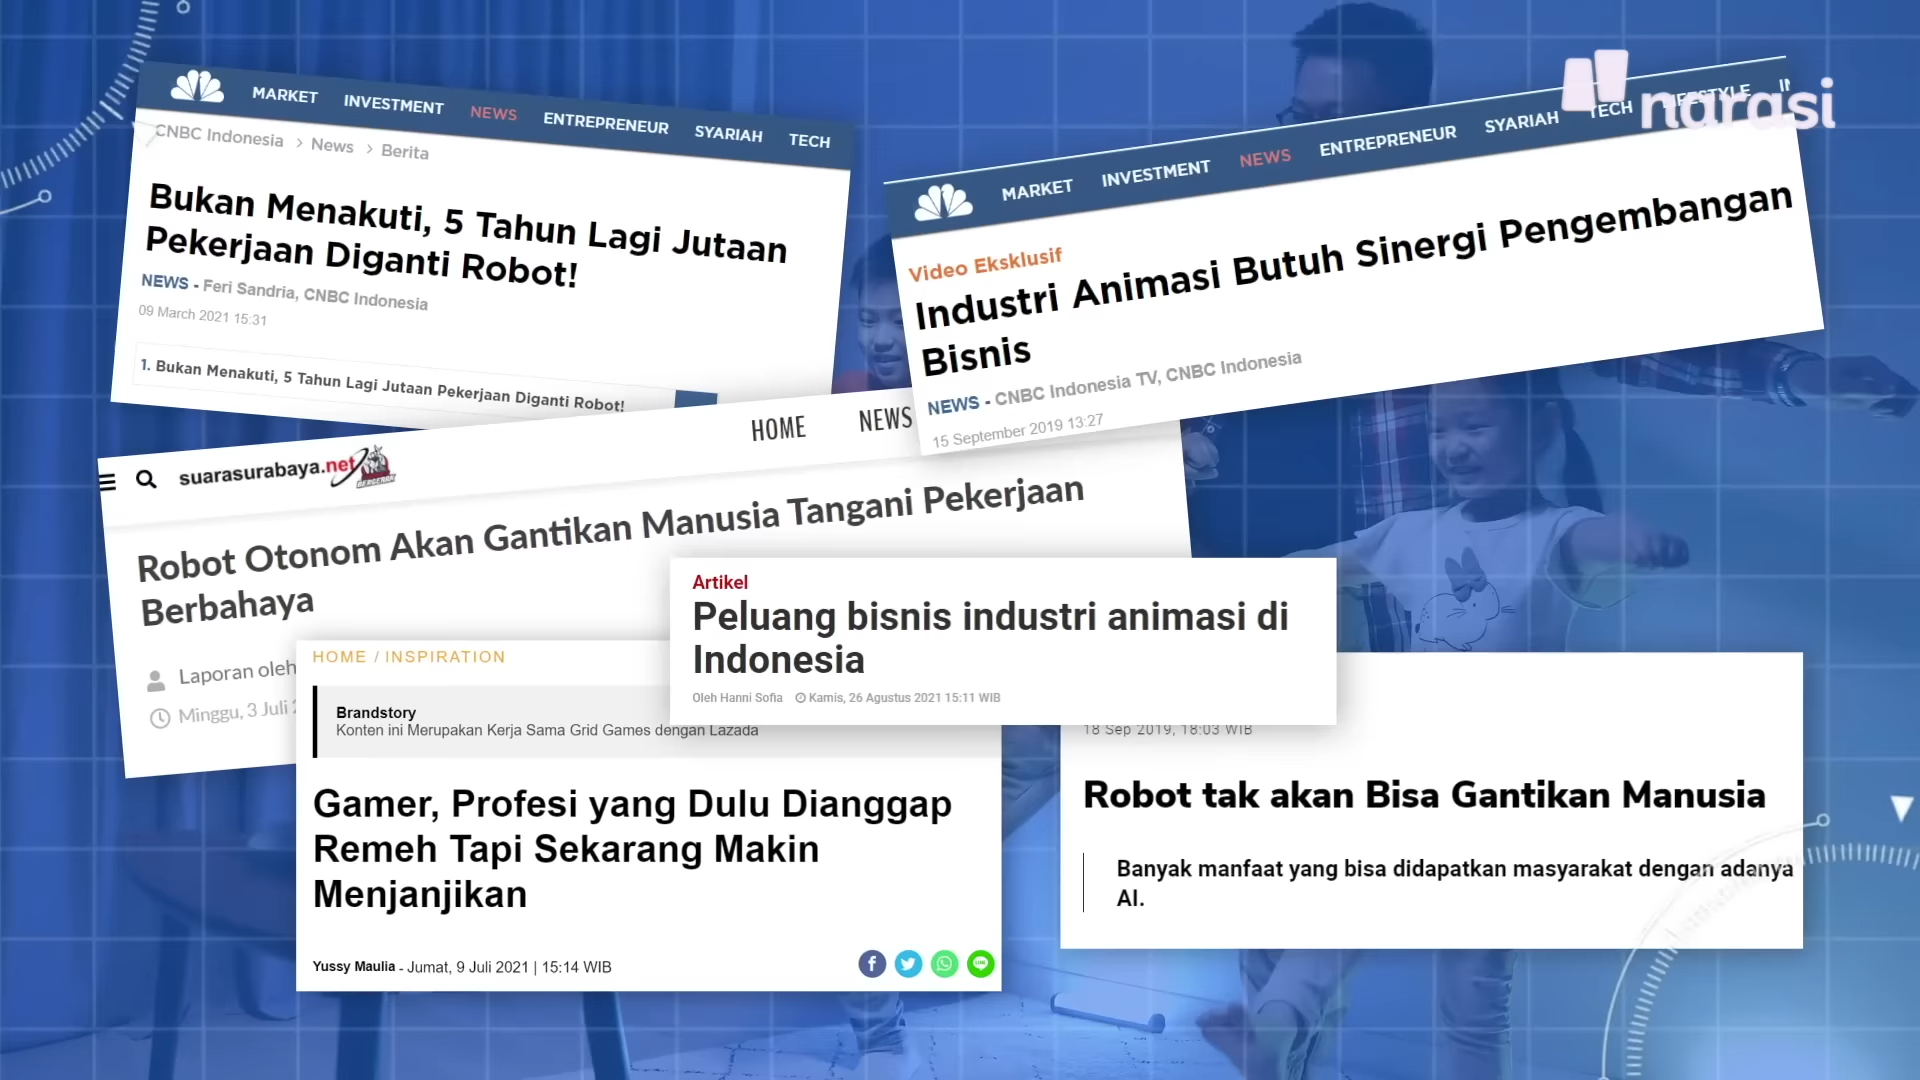 MARKET INVESTMENT NEWS ENTREPRENEUR SYARIAH TECH
CNBC Indonesia > News > Berita
Bukan Menakuti, 5 Tahun Lagi Jutaan
Pekerjaan Diganti Robot!
NEWS - Feri Sandria, CNBC Indonesia
09 March 2021 15:31
1. Bukan Menakuti, 5 Tahun Lagi Jutaan Pekerjaan Diganti Robot!
narasi
MARKET INVESTMENT NEWS ENTREPRENEUR SYARIAH TECH LIFESTYLE
Video Eksklusif
Industri Animasi Butuh Sinergi Pengembangan
Bisnis
NEWS - CNBC Indonesia TV, CNBC Indonesia
15 September 2019 13:27
suarasurabaya.net HOME NEWS
Robot Otonom Akan Gantikan Manusia Tangani Pekerjaan
Berbahaya
Laporan oleh
Minggu, 3 Juli
Artikel
Peluang bisnis industri animasi di
Indonesia
Oleh Hanni Sofia Kamis, 26 Agustus 2021 15:11 WIB
HOME / INSPIRATION
Brandstory
Konten ini Merupakan Kerja Sama Grid Games dengan Lazada
Gamer, Profesi yang Dulu Dianggap
Remeh Tapi Sekarang Makin
Menjanjikan
Yussy Maulia - Jumat, 9 Juli 2021 | 15:14 WIB
18 Sep 2019, 18:03 WIB
Robot tak akan Bisa Gantikan Manusia
Banyak manfaat yang bisa didapatkan masyarakat dengan adanya
AI.